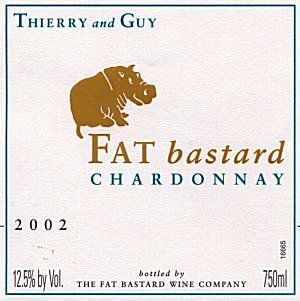 THIERRY and GUY
FAT bastard
CHARDONNAY
2002
16665
12.5% by Vol.
bottled by
THE FAT BASTARD WINE COMPANY
750ml